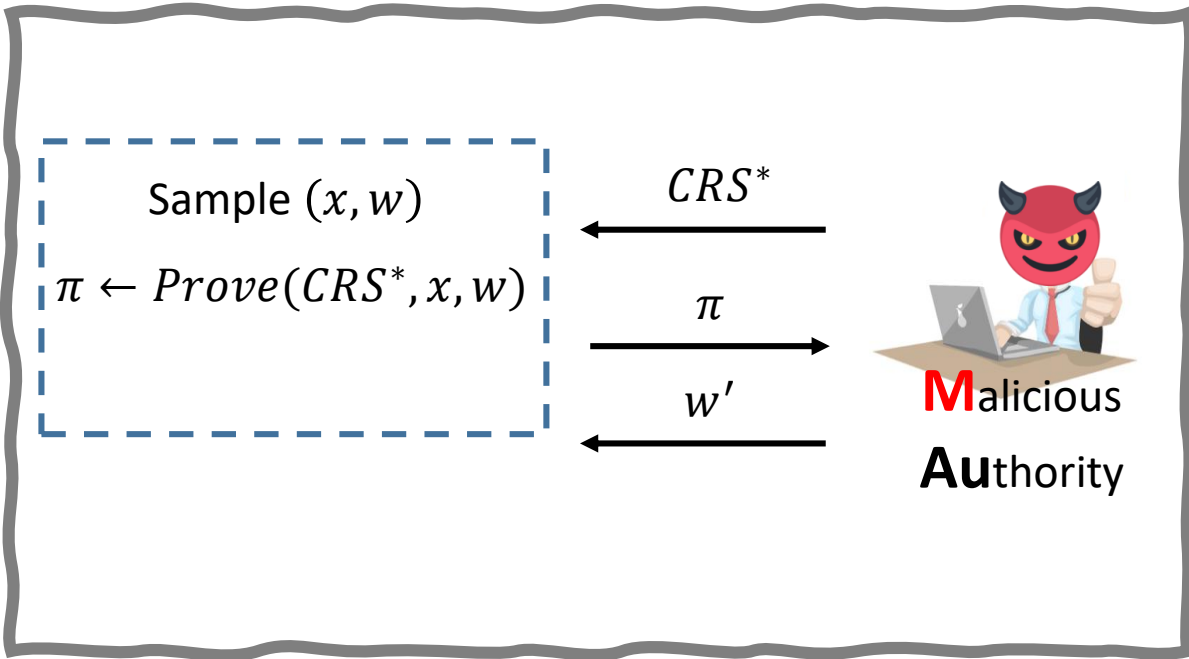 Sample (x, w)
π ← Prove(CRS*, x, w)
CRS*
π
w′
Malicious
Authority